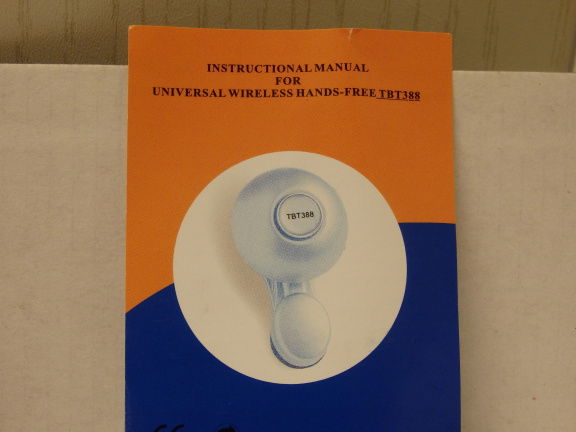 INSTRUCTIONAL MANUAL
FOR
UNIVERSAL WIRELESS HANDS-FREE TBT388
TBT388